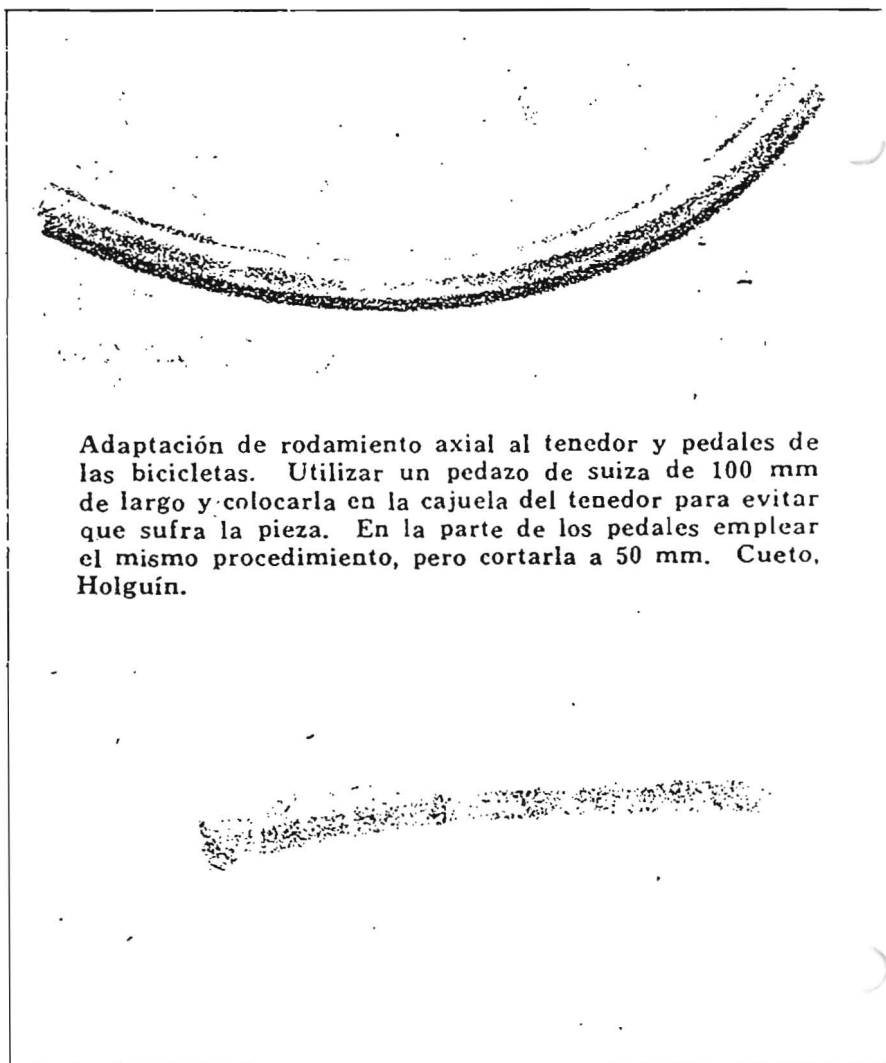 Adaptación de rodamiento axial al tenedor y pedales de
las bicicletas. Utilizar un pedazo de suiza de 100 mm
de largo y colocarla en la cajuela del tenedor para evitar
que sufra la pieza. En la parte de los pedales emplear
el mismo procedimiento, pero cortarla a 50 mm. Cueto,
Holguín.